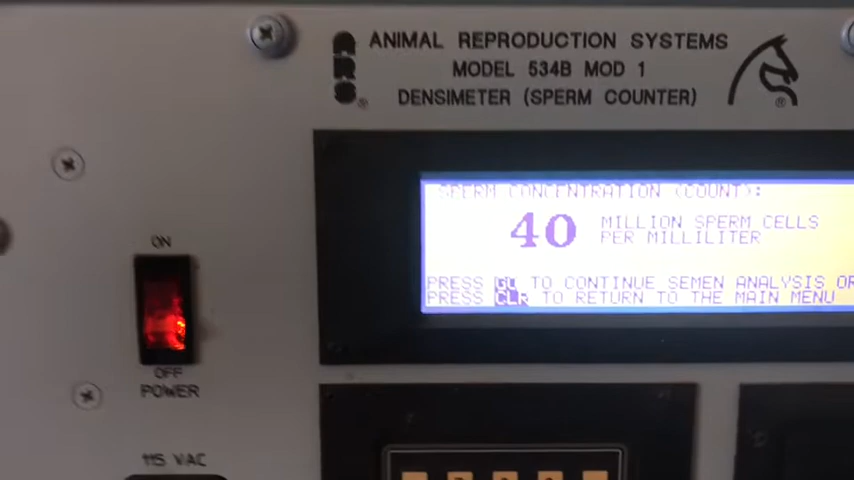 ARS ®
ANIMAL REPRODUCTION SYSTEMS
MODEL 534B MOD 1
DENSIMETER (SPERM COUNTER)
®
SPERM CONCENTRATION (COUNT):
40 MILLION SPERM CELLS
PER MILLILITER
PRESS GO TO CONTINUE SEMEN ANALYSIS OR
PRESS CLR TO RETURN TO THE MAIN MENU
ON
OFF
POWER
115 VAC